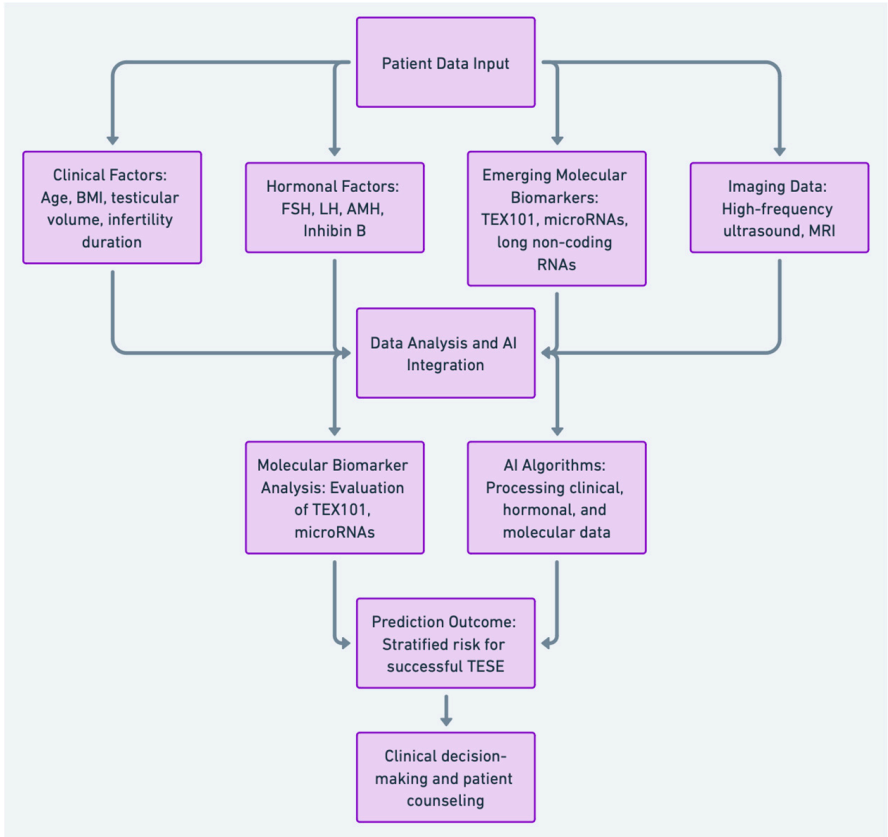 Patient Data Input
Clinical Factors:
Age, BMI, testicular
volume, infertility
duration
Hormonal Factors:
FSH, LH, AMH,
Inhibin B
Emerging Molecular
Biomarkers:
TEX101, microRNAs,
long non-coding
RNAs
Imaging Data:
High-frequency
ultrasound, MRI
Data Analysis and AI
Integration
Molecular Biomarker
Analysis: Evaluation
of TEX101,
microRNAs
AI Algorithms:
Processing clinical,
hormonal, and
molecular data
Prediction Outcome:
Stratified risk for
successful TESE
Clinical decision-
making and patient
counseling